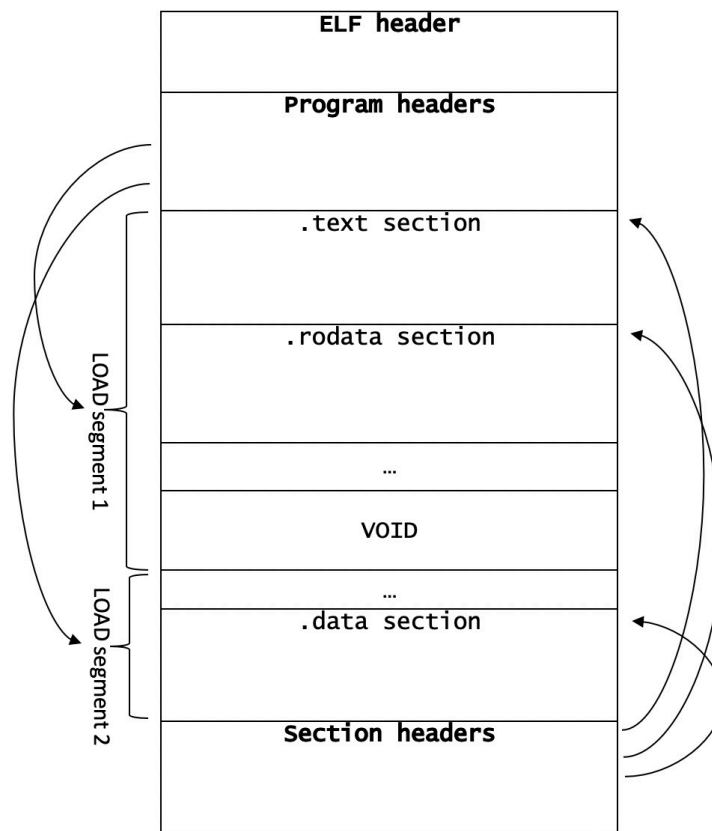 ELF header
Program headers
.text section
.rodata section
LOAD segment 1
…
VOID
…
LOAD segment 2
.data section
Section headers